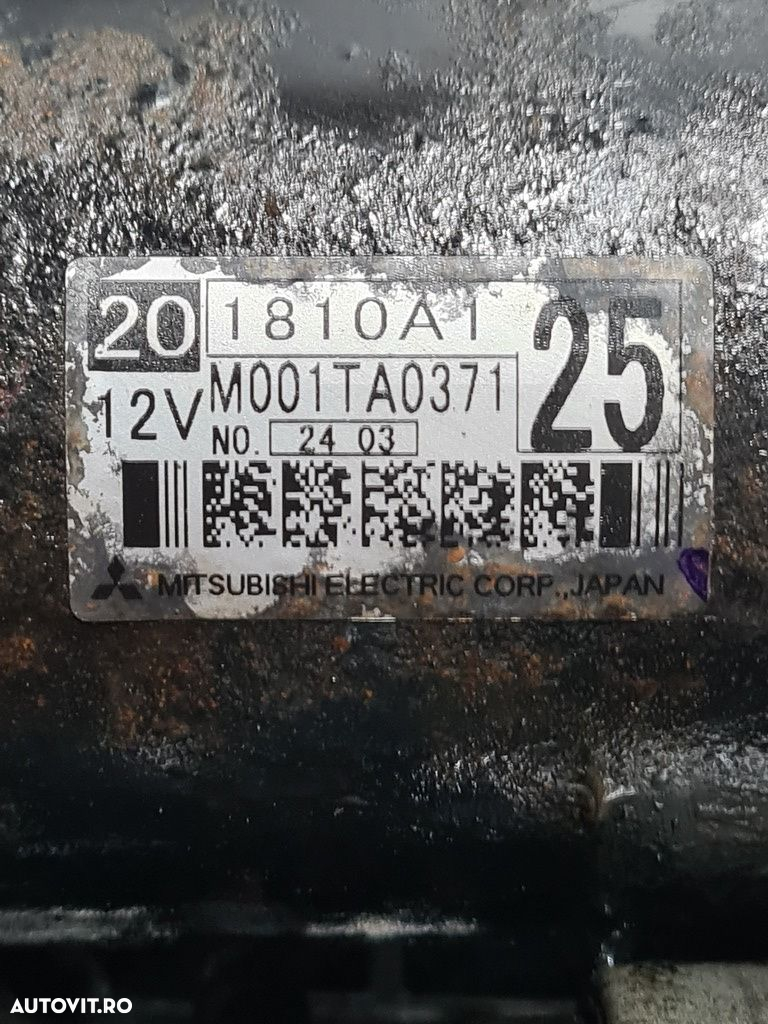 20 1810A1 25
12V M001TA0371
NO. 24 03
MITSUBISHI ELECTRIC CORP., JAPAN
AUTOVIT.RO